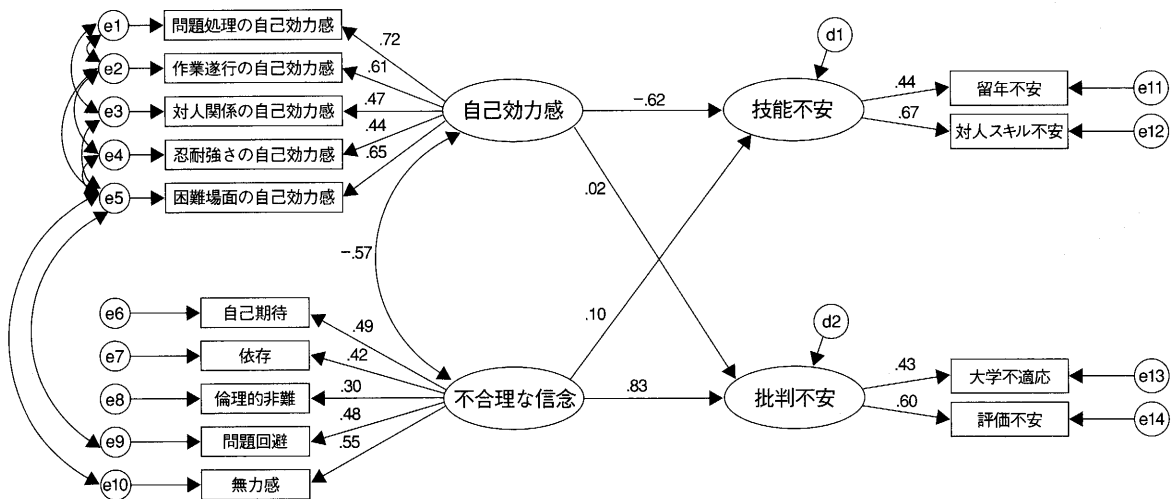 e1
問題処理の自己効力感
.72
e2
作業遂行の自己効力感
.61
e3
対人関係の自己効力感
.47
e4
忍耐強さの自己効力感
.44
e5
困難場面の自己効力感
.65
自己効力感
−.62
.02
−.57
e6
自己期待
.49
e7
依存
.42
e8
倫理的非難
.30
e9
問題回避
.48
e10
無力感
.55
不合理な信念
.10
.83
d1
技能不安
.44
留年不安
e11
.67
対人スキル不安
e12
d2
批判不安
.43
大学不適応
e13
.60
評価不安
e14